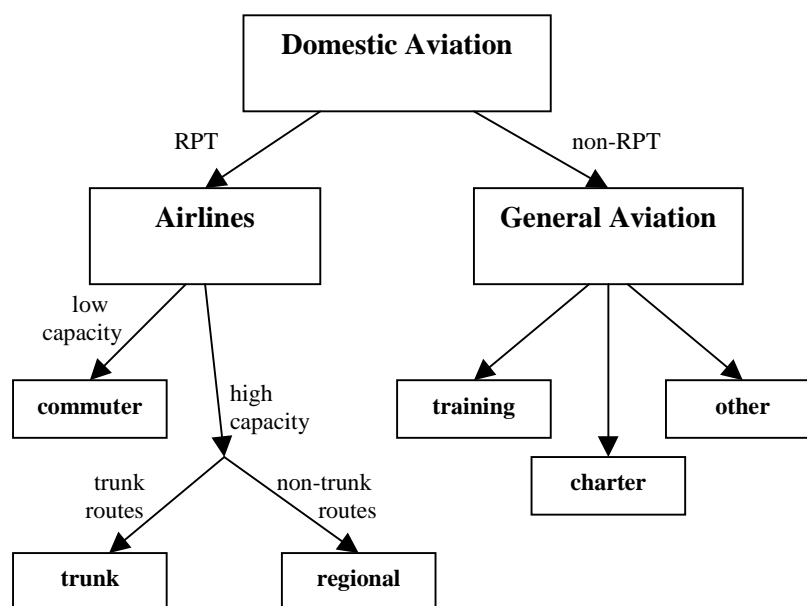 Domestic Aviation
RPT
non-RPT
Airlines
General Aviation
low
capacity
commuter
high
capacity
training
other
charter
trunk
routes
non-trunk
routes
trunk
regional